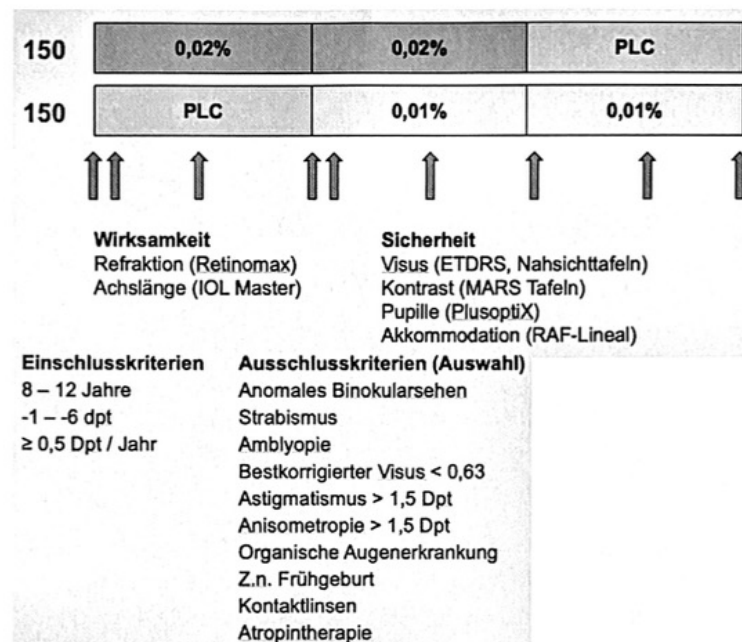 150 0,02% 0,02% PLC
150 PLC 0,01% 0,01%
Wirksamkeit
Refraktion (Retinomax)
Achslänge (IOL Master)
Sicherheit
Visus (ETDRS, Nahsichttafeln)
Kontrast (MARS Tafeln)
Pupille (PlusoptiX)
Akkommodation (RAF-Lineal)
Einschlusskriterien
8 – 12 Jahre
-1 – -6 dpt
≥ 0,5 Dpt / Jahr
Ausschlusskriterien (Auswahl)
Anomales Binokularsehen
Strabismus
Amblyopie
Bestkorrigierter Visus < 0,63
Astigmatismus > 1,5 Dpt
Anisometropie > 1,5 Dpt
Organische Augenerkrankung
Z.n. Frühgeburt
Kontaktlinsen
Atropintherapie